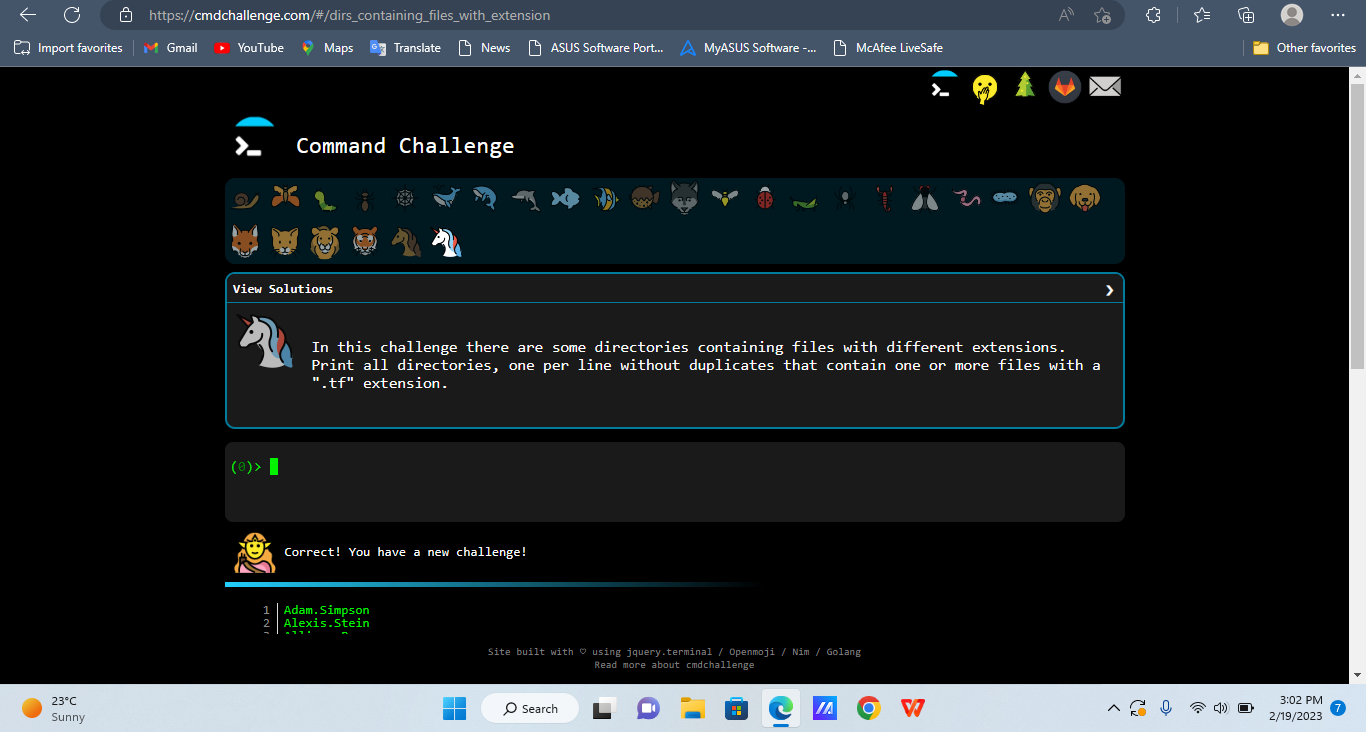 https://cmdchallenge.com/#/dirs_containing_files_with_extension
Import favorites Gmail YouTube Maps Translate News ASUS Software Port... MyASUS Software -... McAfee LiveSafe Other favorites
Command Challenge
View Solutions
In this challenge there are some directories containing files with different extensions.
Print all directories, one per line without duplicates that contain one or more files with a
".tf" extension.
(0)>
Correct! You have a new challenge!
1 Adam.Simpson
2 Alexis.Stein
Site built with ♡ using jquery.terminal / Openmoji / Nim / Golang
Read more about cmdchallenge
23°C
Sunny
Search
3:02 PM
2/19/2023
7